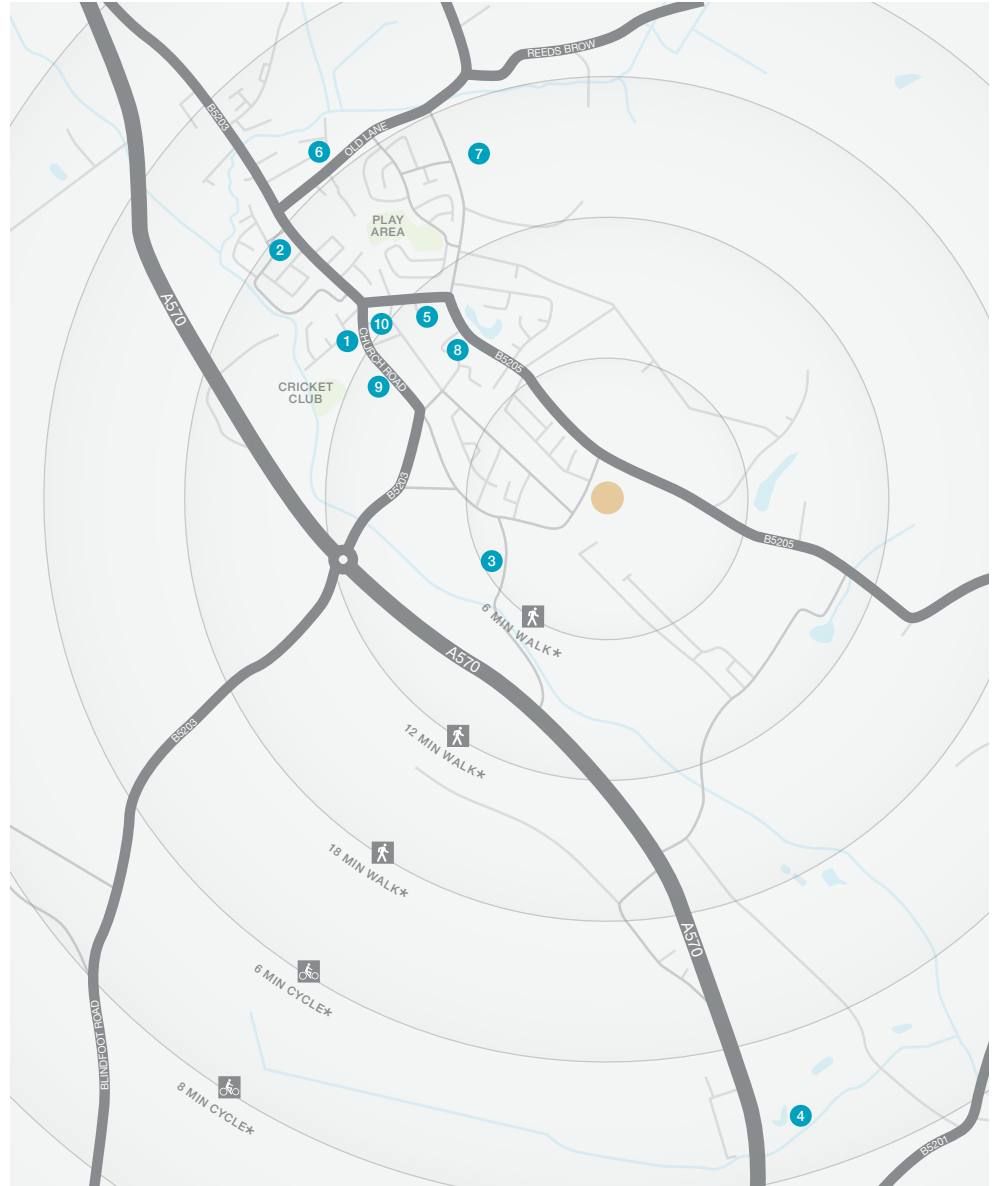 REEDS BROW
B5203
OLD LANE
6
7
PLAY
AREA
2
A570
10
5
1
CHURCH ROAD
8
B5205
CRICKET
CLUB
9
B5203
B5205
3
6 MIN WALK*
A570
B5203
12 MIN WALK*
18 MIN WALK*
A570
6 MIN CYCLE*
BLINDFOOT ROAD
8 MIN CYCLE*
4
B5201